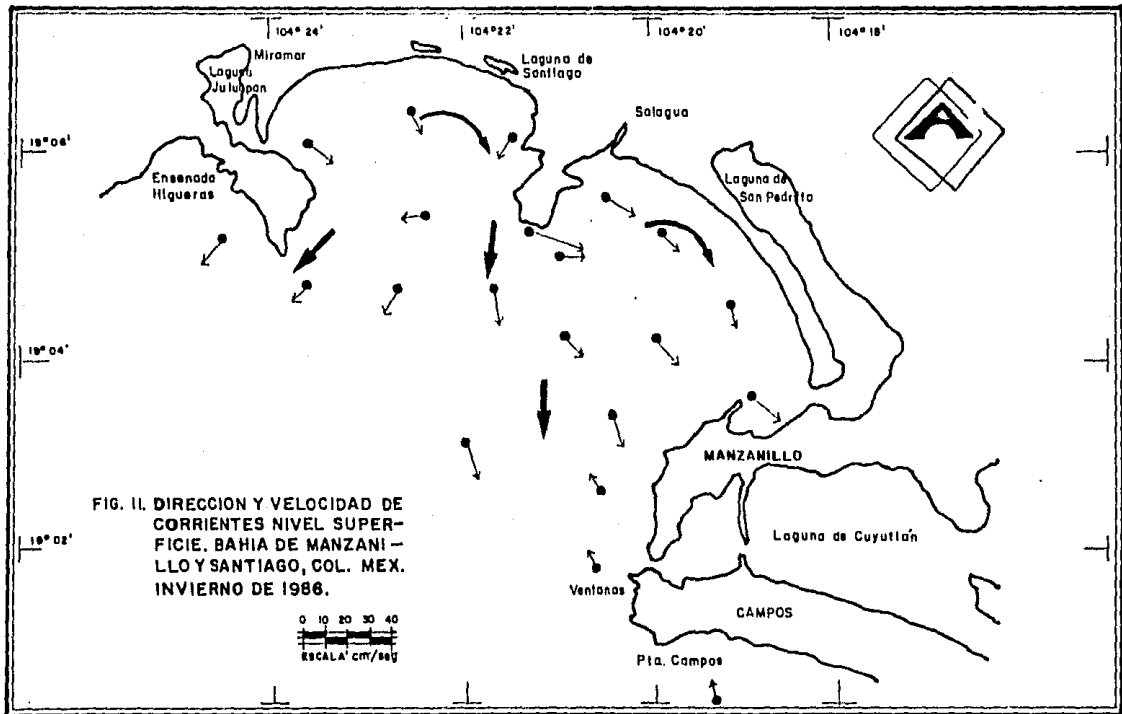 104° 24'
104° 22'
104° 20'
104° 18'
Miramar
Laguna
Juluapan
Laguna de
Santiago
Salagua
19° 06'
Ensenada
Higueras
Laguna de
San Pedrito
19° 04'
MANZANILLO
FIG. 11. DIRECCION Y VELOCIDAD DE
CORRIENTES NIVEL SUPER-
FICIE. BAHIA DE MANZANI-
LLO Y SANTIAGO, COL. MEX.
INVIERNO DE 1986.
19° 02'
Laguna de Cuyutlán
Ventanas
CAMPOS
0 10 20 30 40
ESCALA' cm/seg
Pta. Campos